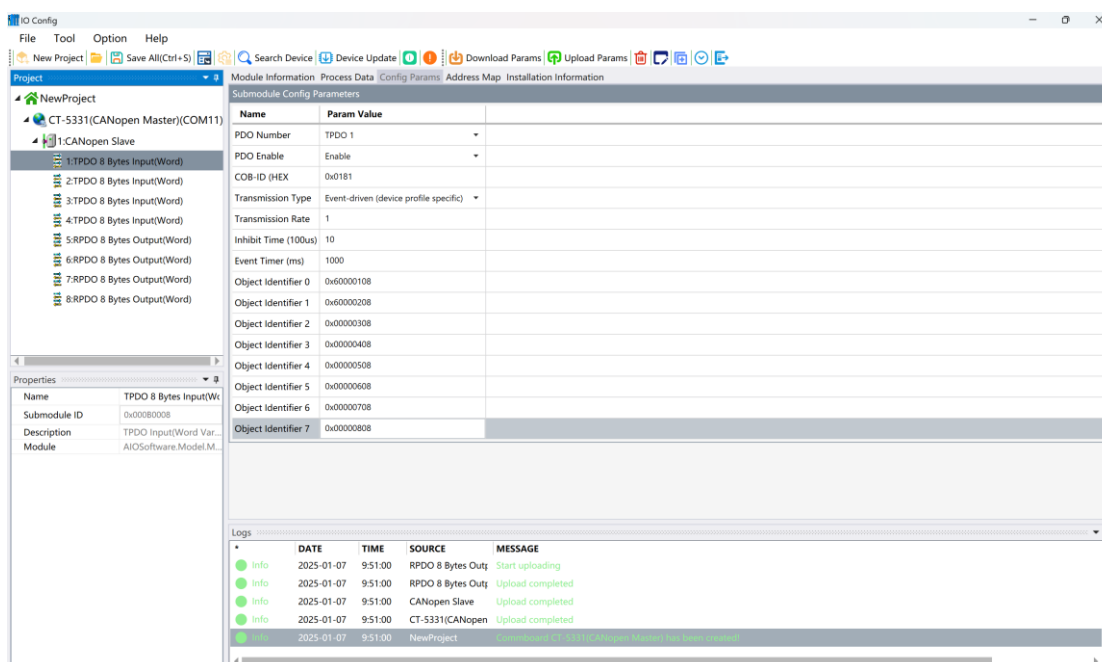 IO Config
File Tool Option Help
New Project Save All(Ctrl+S) Search Device Device Update Download Params Upload Params
Project
NewProject
CT-5331(CANopen Master)(COM11)
1:CANopen Slave
1:TPDO 8 Bytes Input(Word)
2:TPDO 8 Bytes Input(Word)
3:TPDO 8 Bytes Input(Word)
4:TPDO 8 Bytes Input(Word)
5:RPDO 8 Bytes Output(Word)
6:RPDO 8 Bytes Output(Word)
7:RPDO 8 Bytes Output(Word)
8:RPDO 8 Bytes Output(Word)
Properties
Name TPDO 8 Bytes Input(Wc
Submodule ID 0x000B0008
Description TPDO Input(Word Var...
Module AIOSoftware.Model.M...
Module Information Process Data Config Params Address Map Installation Information
Submodule Config Parameters
Name Param Value
PDO Number TPDO 1
PDO Enable Enable
COB-ID (HEX 0x0181
Transmission Type Event-driven (device profile specific)
Transmission Rate 1
Inhibit Time (100us) 10
Event Timer (ms) 1000
Object Identifier 0 0x60000108
Object Identifier 1 0x60000208
Object Identifier 2 0x00000308
Object Identifier 3 0x00000408
Object Identifier 4 0x00000508
Object Identifier 5 0x00000608
Object Identifier 6 0x00000708
Object Identifier 7 0x00000808
Logs
* DATE TIME SOURCE MESSAGE
Info 2025-01-07 9:51:00 RPDO 8 Bytes Outp Start uploading
Info 2025-01-07 9:51:00 RPDO 8 Bytes Outp Upload completed
Info 2025-01-07 9:51:00 CANopen Slave Upload completed
Info 2025-01-07 9:51:00 CT-5331(CANopen Upload completed
Info 2025-01-07 9:51:00 NewProject Commboard CT-5331(CANopen Master) has been created!